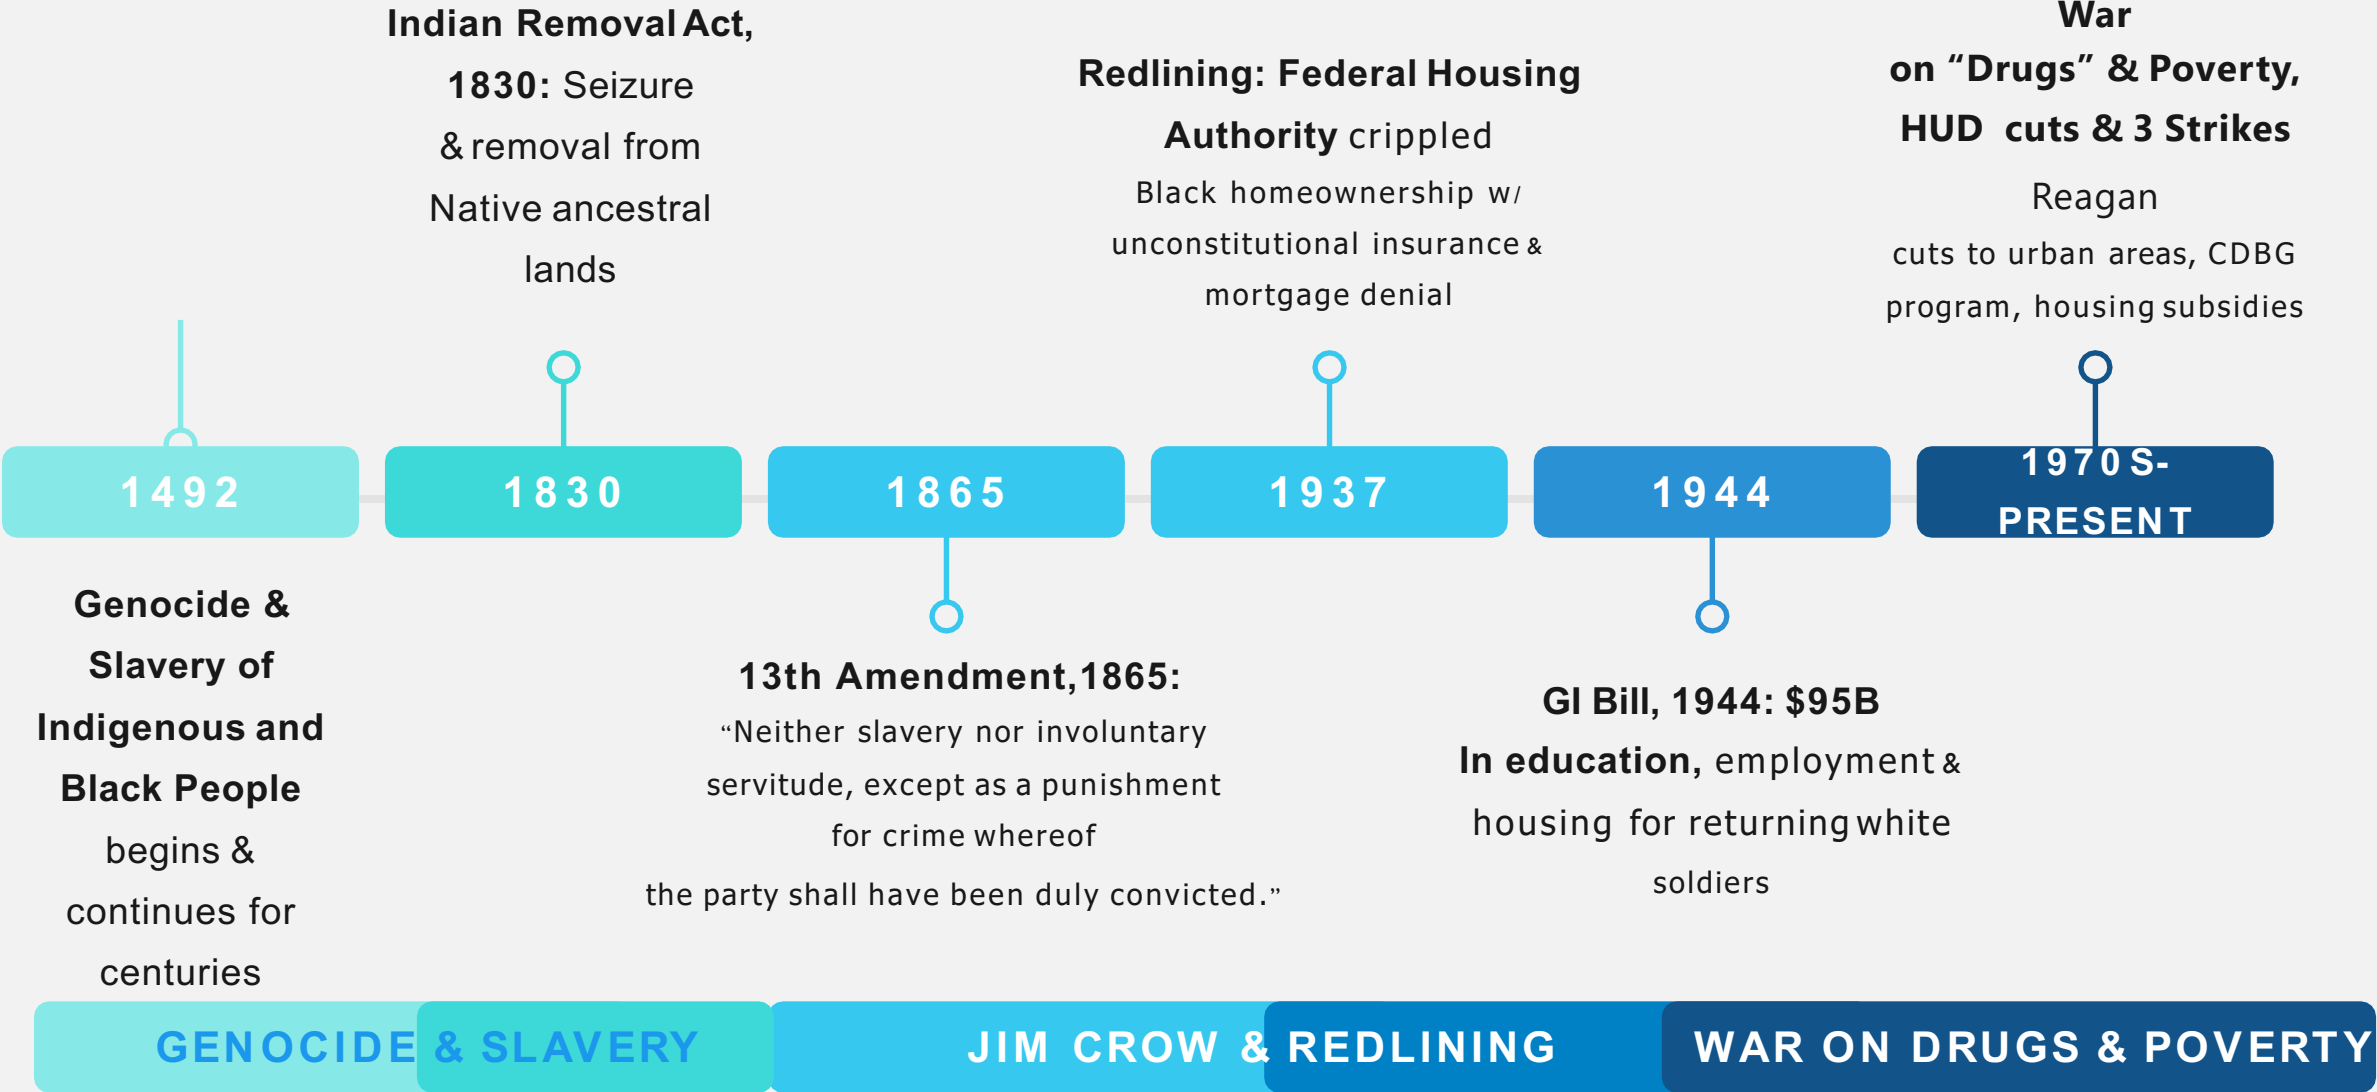 Indian Removal Act,
1830: Seizure
& removal from
Native ancestral
lands
Redlining: Federal Housing
Authority crippled
Black homeownership w/
unconstitutional insurance &
mortgage denial
War
on “Drugs” & Poverty,
HUD cuts & 3 Strikes
Reagan
cuts to urban areas, CDBG
program, housing subsidies
1492
1830
1865
1937
1944
1970S-
PRESENT
Genocide &
Slavery of
Indigenous and
Black People
begins &
continues for
centuries
13th Amendment,1865:
“Neither slavery nor involuntary
servitude, except as a punishment
for crime whereof
the party shall have been duly convicted.”
GI Bill, 1944: $95B
In education, employment &
housing for returning white
soldiers
GENOCIDE & SLAVERY
JIM CROW & REDLINING
WAR ON DRUGS & POVERTY